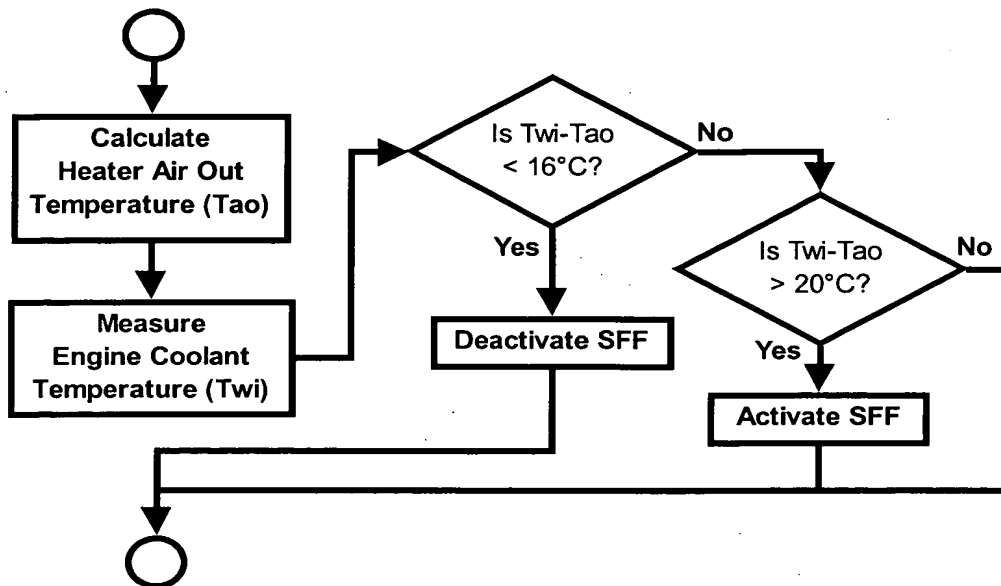 Calculate
Heater Air Out
Temperature (Tao)
Measure
Engine Coolant
Temperature (Twi)
Is Twi-Tao
< 16°C?
No
Yes
Deactivate SFF
Is Twi-Tao
> 20°C?
No
Yes
Activate SFF